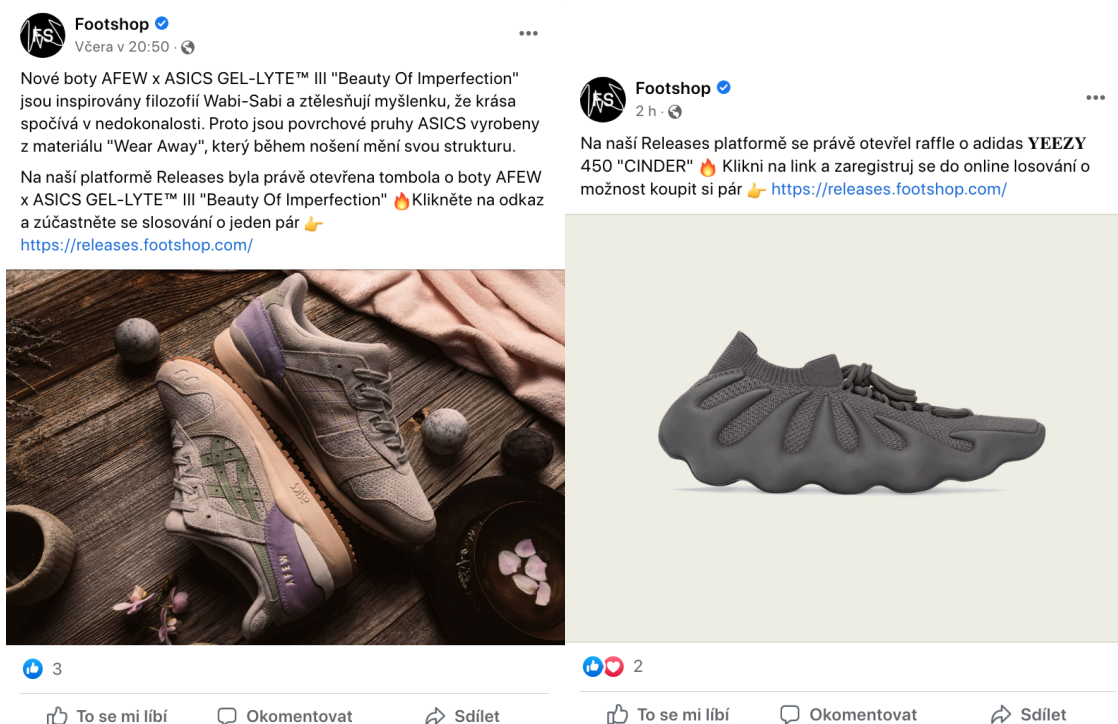 Footshop
Včera v 20:50 ·
Nové boty AFEW x ASICS GEL-LYTE™ III "Beauty Of Imperfection"
jsou inspirovány filozofií Wabi-Sabi a ztělesňují myšlenku, že krása
spočívá v nedokonalosti. Proto jsou povrchové pruhy ASICS vyrobeny
z materiálu "Wear Away", který během nošení mění svou strukturu.
Na naší platformě Releases byla právě otevřena tombola o boty AFEW
x ASICS GEL-LYTE™ III "Beauty Of Imperfection" 🔥Klikněte na odkaz
a zúčastněte se slosování o jeden pár 👉
https://releases.footshop.com/
AFEW
asics
3
To se mi líbí
Okomentovat
Sdílet
Footshop
2 h ·
Na naší Releases platformě se právě otevřel raffle o adidas 𝐘𝐄𝐄𝐙𝐘
450 "CINDER" 🔥 Klikni na link a zaregistruj se do online losování o
možnost koupit si pár 👉 https://releases.footshop.com/
2
To se mi líbí
Okomentovat
Sdílet